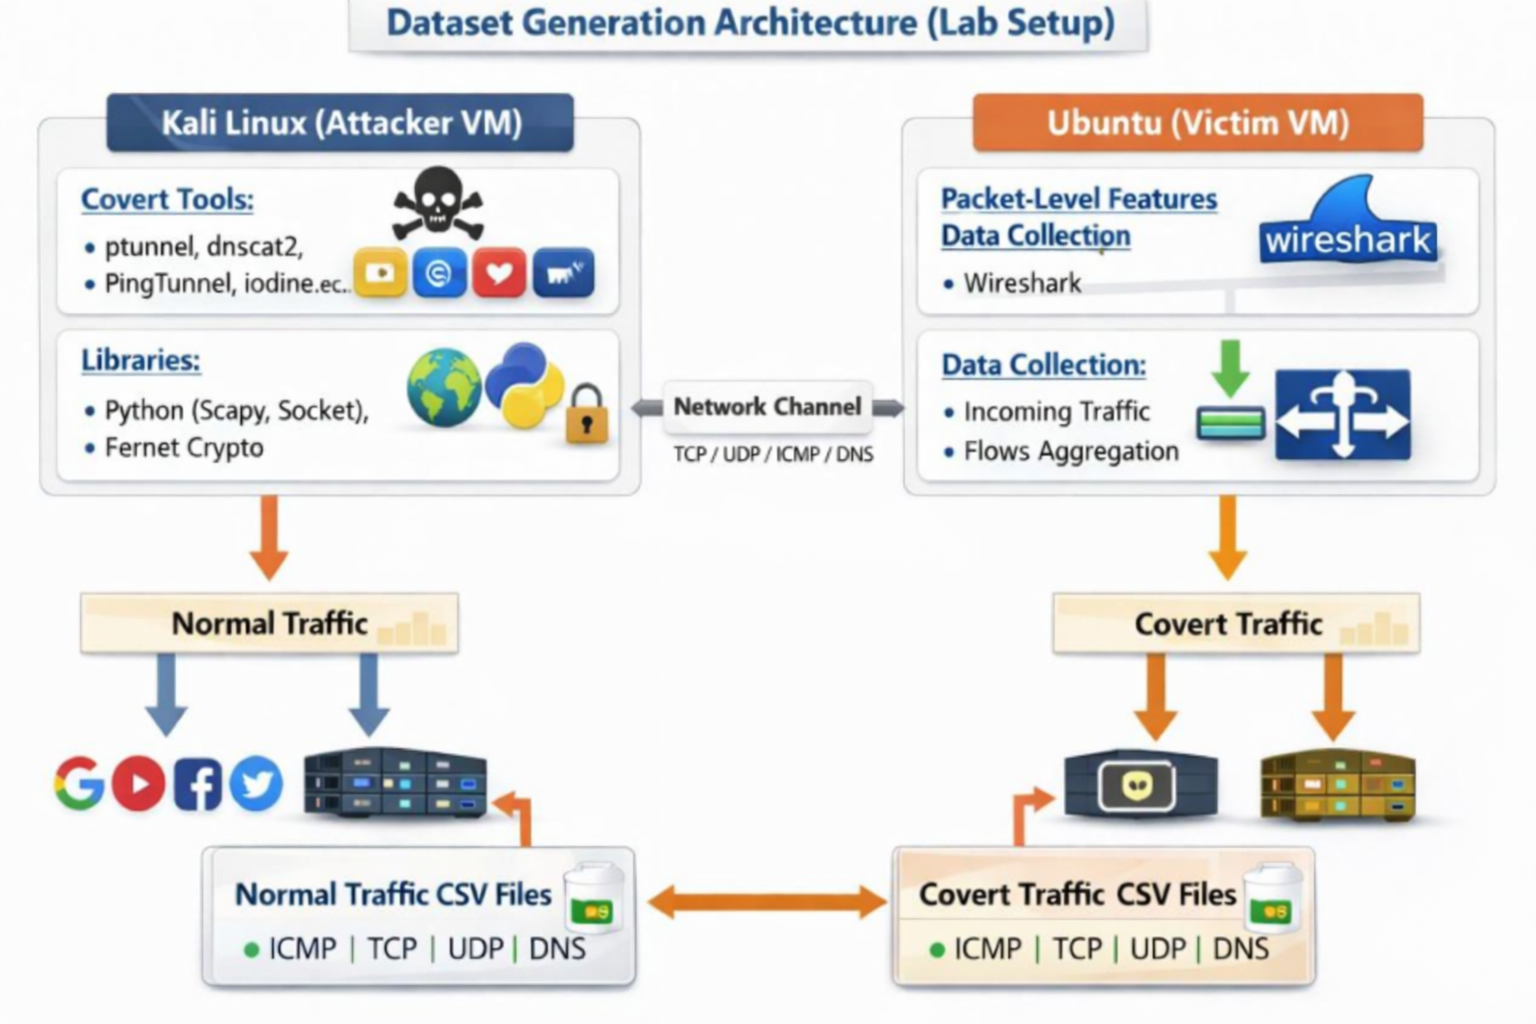 Dataset Generation Architecture (Lab Setup)
Kali Linux (Attacker VM)
Covert Tools:
• ptunnel, dnscat2,
• PingTunnel, iodine.ec..
Libraries:
• Python (Scapy, Socket),
• Fernet Crypto
Network Channel
TCP / UDP / ICMP / DNS
Ubuntu (Victim VM)
Packet-Level Features
Data Collection
• Wireshark
wireshark
Data Collection:
• Incoming Traffic
• Flows Aggregation
Normal Traffic
Covert Traffic
Normal Traffic CSV Files
• ICMP | TCP | UDP | DNS
Covert Traffic CSV Files
• ICMP | TCP | UDP | DNS